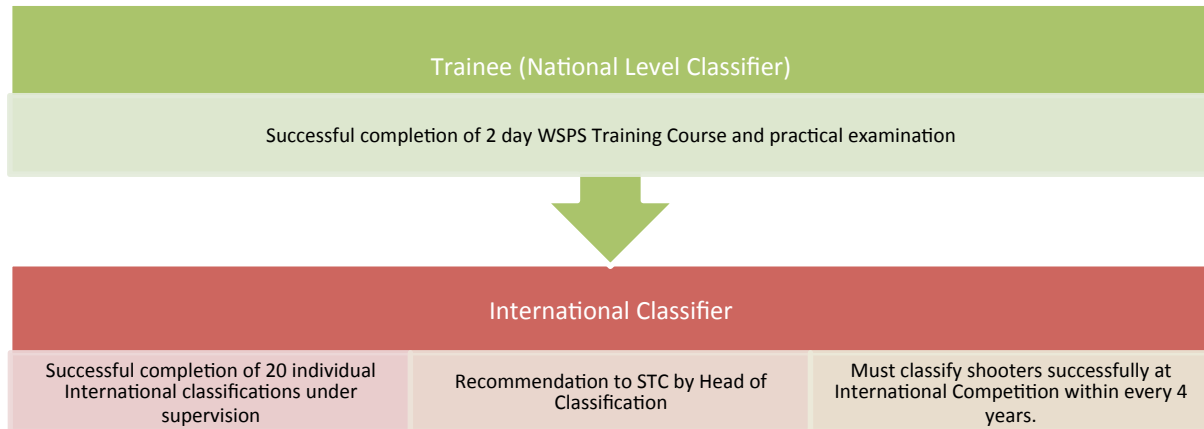 Trainee (National Level Classifier)
Successful completion of 2 day WSPS Training Course and practical examination
International Classifier
Successful completion of 20 individual
International classifications under
supervision
Recommendation to STC by Head of
Classification
Must classify shooters successfully at
International Competition within every 4
years.